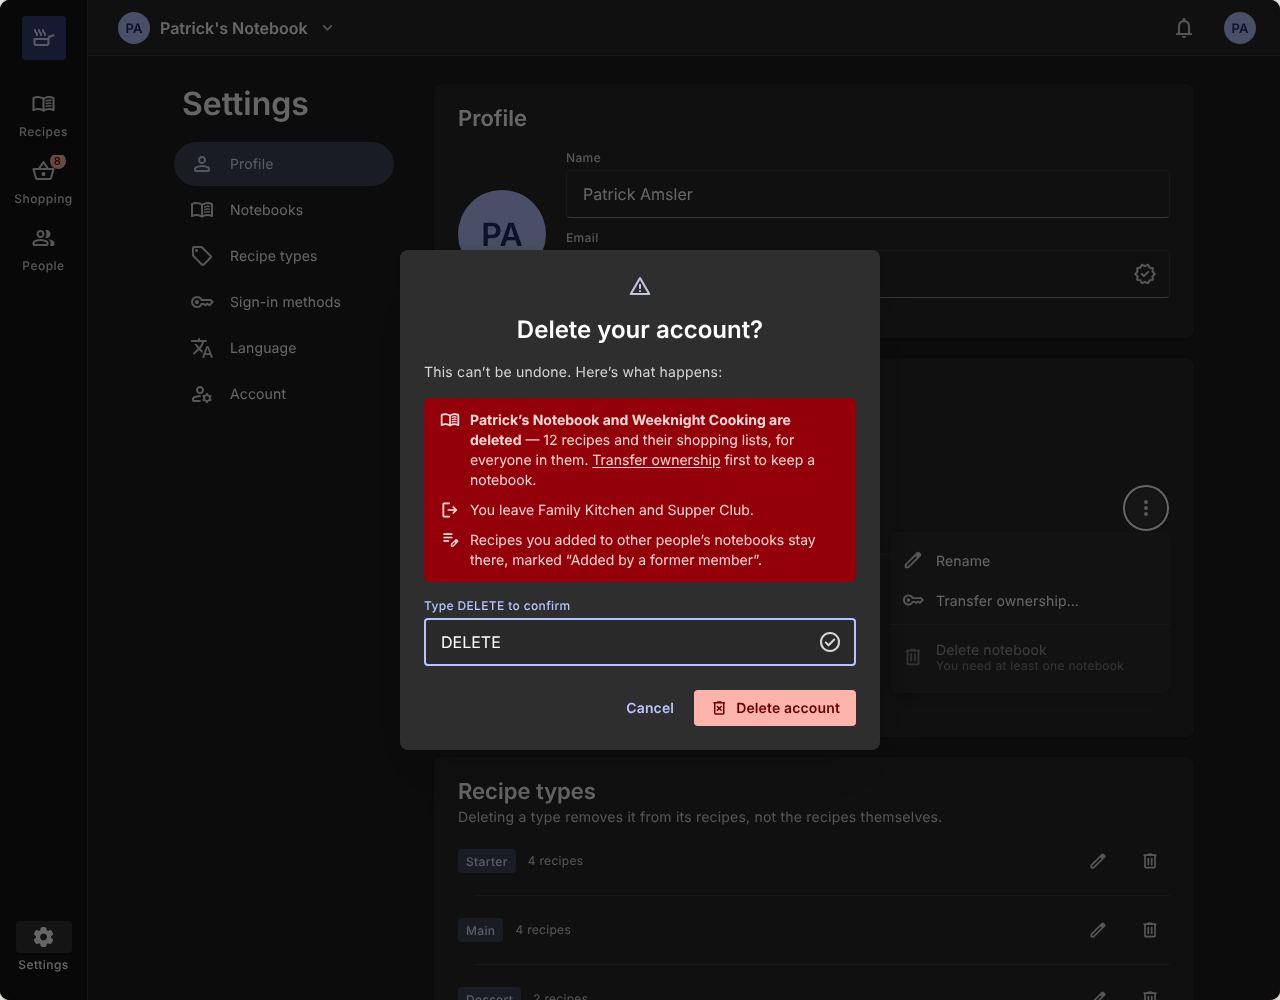 PA Patrick's Notebook
PA
Recipes
8
Shopping
People
Settings
Settings
Profile
Notebooks
Recipe types
Sign-in methods
Language
Account
Profile
Name
Patrick Amsler
PA
Email
Delete your account?
This can’t be undone. Here’s what happens:
Patrick’s Notebook and Weeknight Cooking are
deleted — 12 recipes and their shopping lists, for
everyone in them. Transfer ownership first to keep a
notebook.
You leave Family Kitchen and Supper Club.
Recipes you added to other people’s notebooks stay
there, marked “Added by a former member”.
Type DELETE to confirm
DELETE
Cancel
Delete account
Rename
Transfer ownership...
Delete notebook
You need at least one notebook
Recipe types
Deleting a type removes it from its recipes, not the recipes themselves.
Starter 4 recipes
Main 4 recipes
Dessert 2 recipes